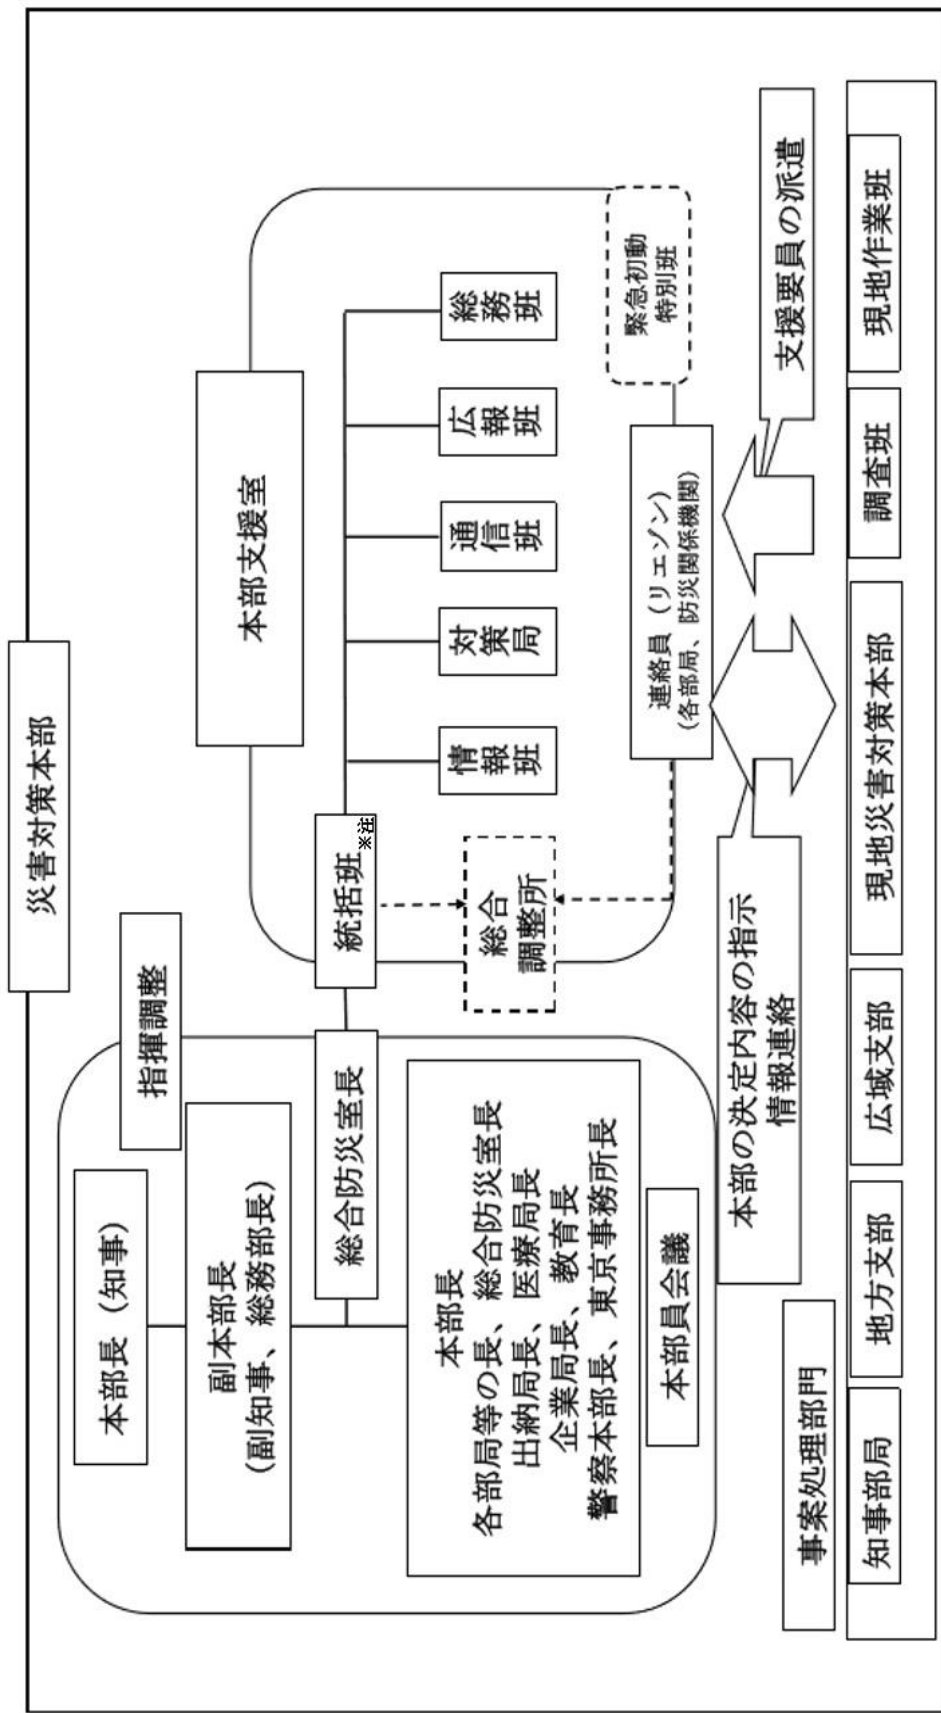 災害対策本部
指揮調整
本部長（知事）
副本部長
（副知事、総務部長）
総合防災室長
本部長
各部局等の長、総合防災室長
出納局長、医療局長
企業局長、教育長
警察本部長、東京事務所長
本部員会議
本部支援室
統括班
※注
情報班
対策局
通信班
広報班
総務班
総合
調整所
連絡員（リエゾン）
（各部局、防災関係機関）
緊急初動
特別班
本部の決定内容の指示
情報連絡
支援要員の派遣
事案処理部門
知事部局
地方支部
広域支部
現地災害対策本部
調査班
現地作業班